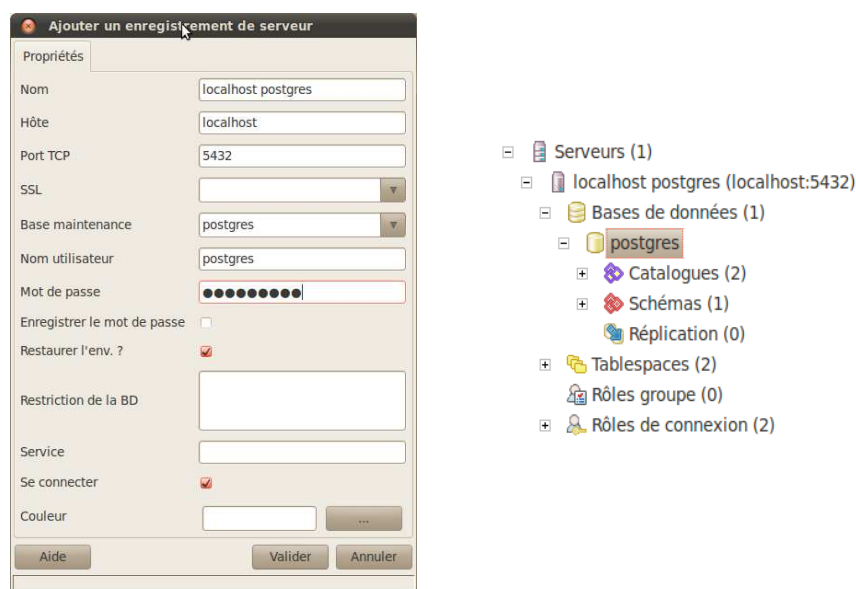 Ajouter un enregistrement de serveur
Propriétés
Nom localhost postgres
Hôte localhost
Port TCP 5432
SSL
Base maintenance postgres
Nom utilisateur postgres
Mot de passe ●●●●●●●●●
Enregistrer le mot de passe
Restaurer l'env. ?
Restriction de la BD
Service
Se connecter
Couleur ...
Aide Valider Annuler
Serveurs (1)
localhost postgres (localhost:5432)
Bases de données (1)
postgres
Catalogues (2)
Schémas (1)
Réplication (0)
Tablespaces (2)
Rôles groupe (0)
Rôles de connexion (2)